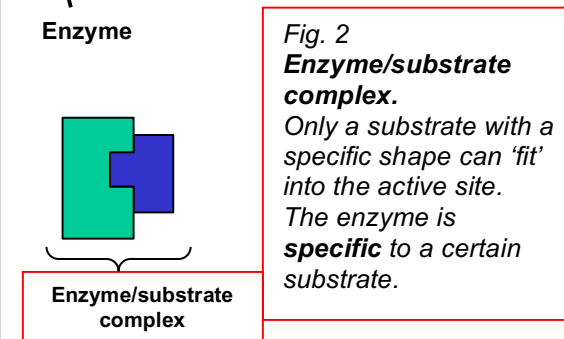 Enzyme
Fig. 2
Enzyme/substrate
complex.
Only a substrate with a
specific shape can ‘fit’
into the active site.
The enzyme is
specific to a certain
substrate.
Enzyme/substrate
complex